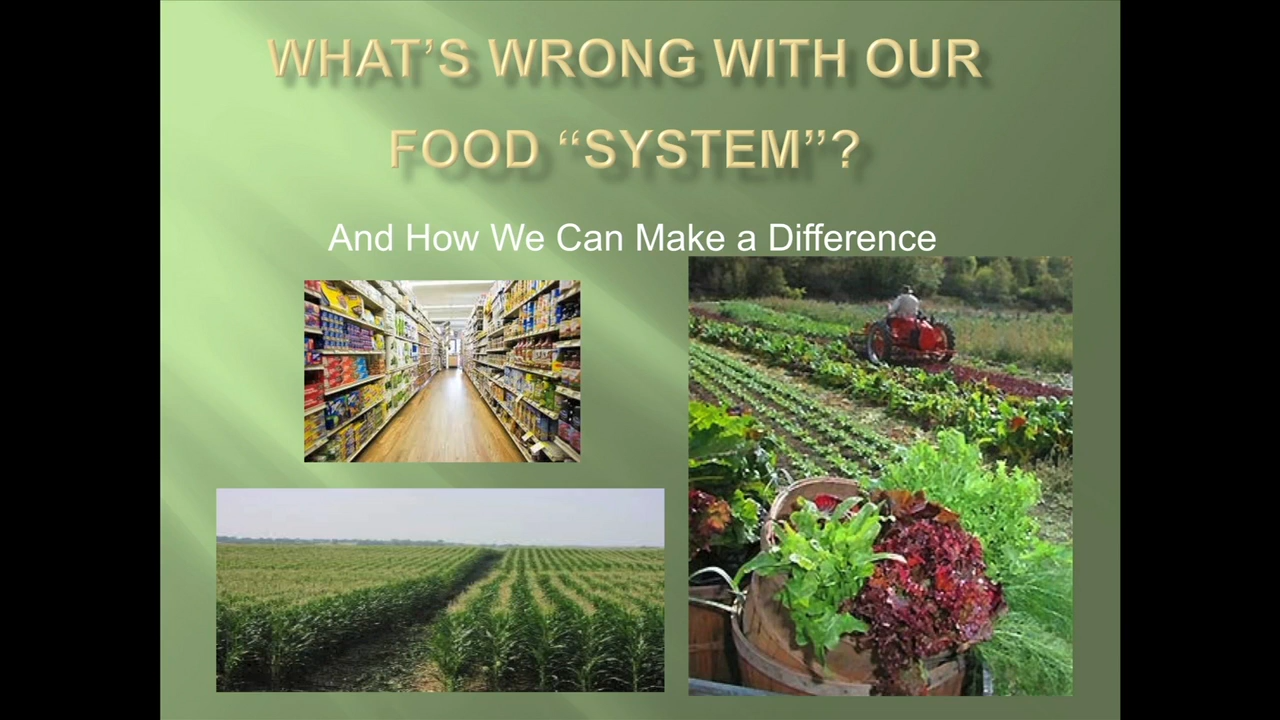 WHAT’S WRONG WITH OUR
FOOD “SYSTEM”?
And How We Can Make a Difference